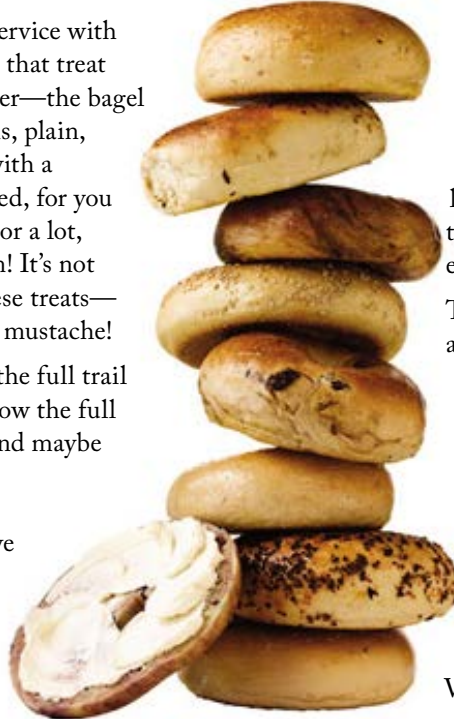 ervice with
that treat
er—the bagel
s, plain,
vith a
ed, for you
or a lot,
n! It's not
ese treats—
mustache!
the full trail
ow the full
nd maybe
ve
t
e
T
a
V